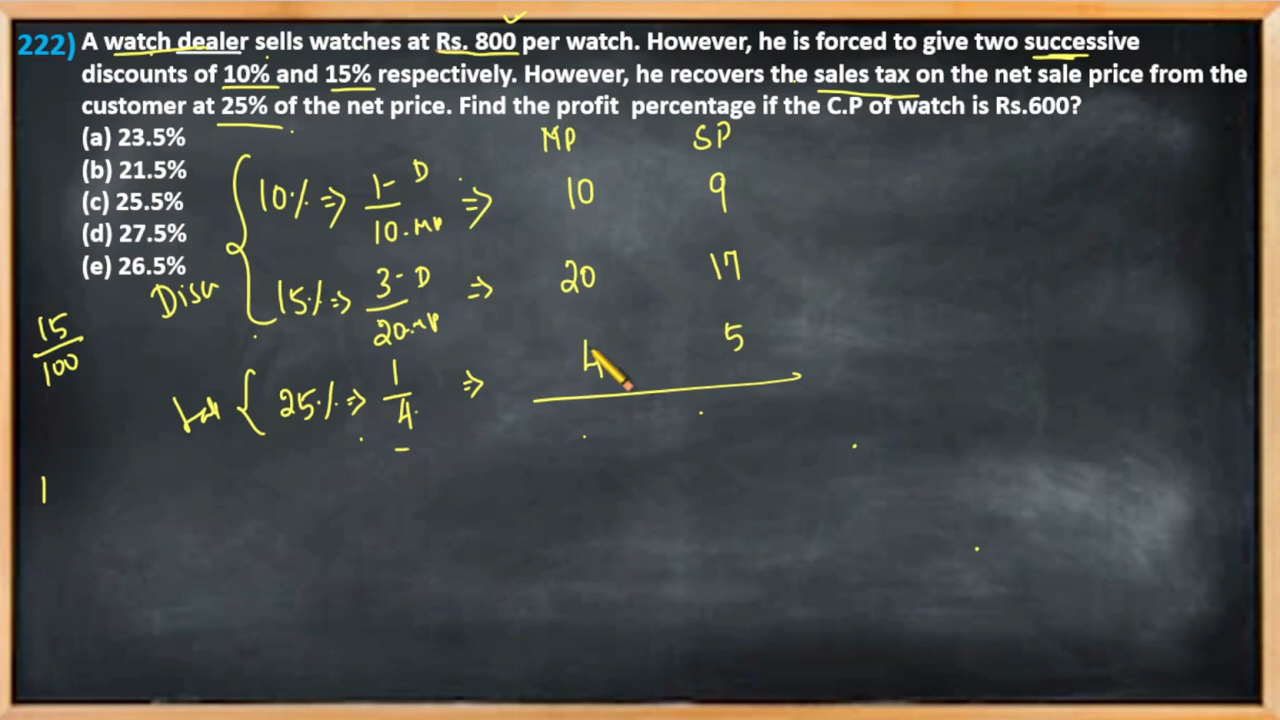 222) A watch dealer sells watches at Rs. 800 per watch. However, he is forced to give two successive
discounts of 10% and 15% respectively. However, he recovers the sales tax on the net sale price from the
customer at 25% of the net price. Find the profit percentage if the C.P of watch is Rs.600?
(a) 23.5%
(b) 21.5%
(c) 25.5%
(d) 27.5%
(e) 26.5%
MP SP
10% ⇒ 1-D/10-MP ⇒ 10 9
Disc 15% ⇒ 3-D/20-MP ⇒ 20 17
15/100
25% ⇒ 1/4 ⇒ 4 5
1